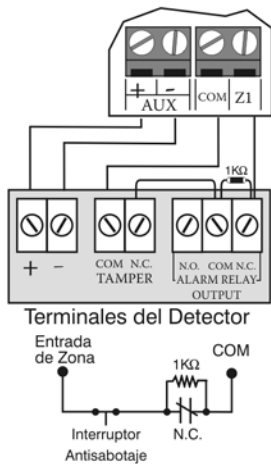 + - COM Z1
AUX
1KΩ
+ - COM N.C. N.O. COM N.C.
TAMPER ALARM RELAY
OUTPUT
Terminales del Detector
Entrada
de Zona
COM
1KΩ
Interruptor
Antisabotaje
N.C.